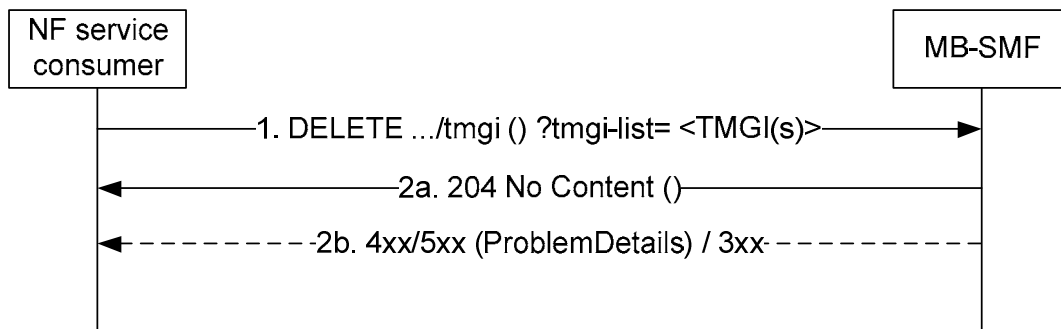 NF service
consumer
MB-SMF
1. DELETE .../tmgi () ?tmgi-list= <TMGI(s)>
2a. 204 No Content ()
2b. 4xx/5xx (ProblemDetails) / 3xx